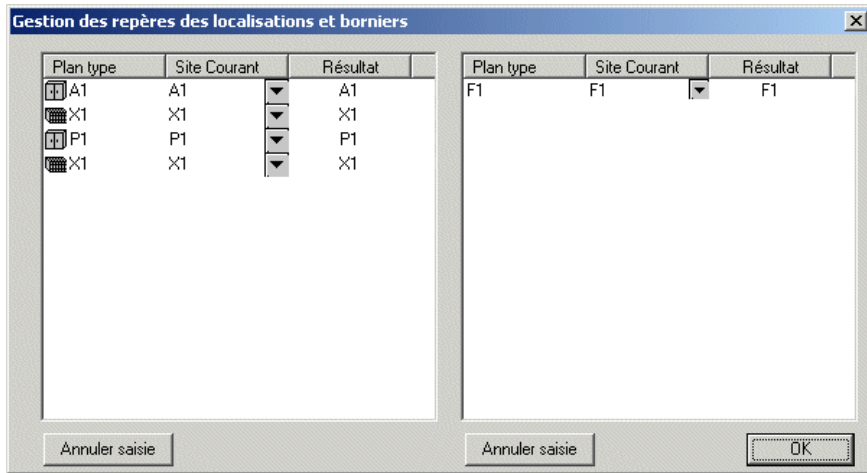 Gestion des repères des localisations et borniers
Plan type Site Courant Résultat
A1 A1 A1
X1 X1 X1
P1 P1 P1
X1 X1 X1
Annuler saisie
Plan type Site Courant Résultat
F1 F1 F1
Annuler saisie
OK